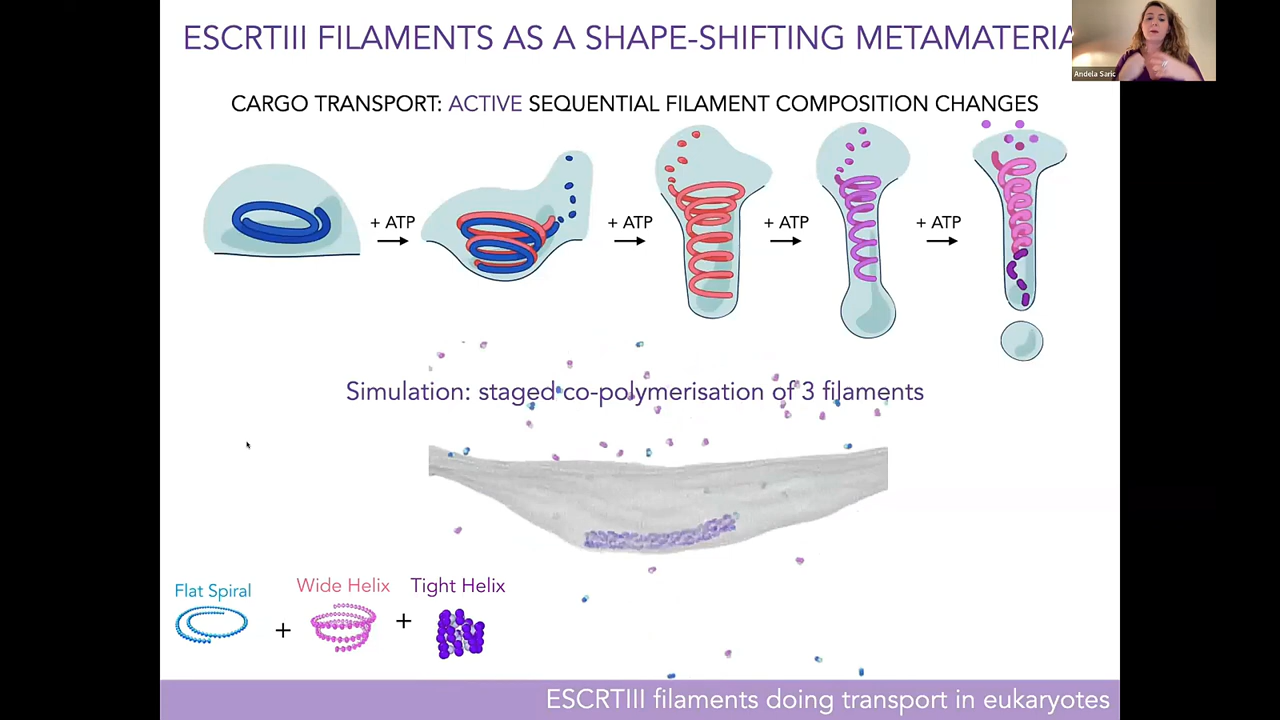 ESCRTIII FILAMENTS AS A SHAPE-SHIFTING METAMATERIA
Andela Saric
CARGO TRANSPORT: ACTIVE SEQUENTIAL FILAMENT COMPOSITION CHANGES
+ ATP
+ ATP
+ ATP
+ ATP
Simulation: staged co-polymerisation of 3 filaments
Flat Spiral
Wide Helix
Tight Helix
+
+
ESCRTIII filaments doing transport in eukaryotes